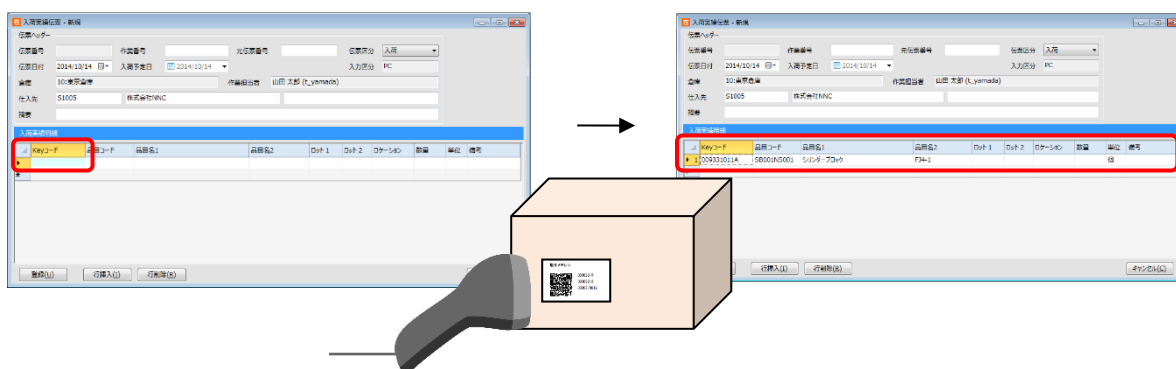 入荷実績伝票 - 新規
伝票ヘッダー
伝票番号 作業番号 元伝票番号 伝票区分 入荷
伝票日付 2014/10/14 入荷予定日 2014/10/14 入力区分 PC
倉庫 10:東京倉庫 作業担当者 山田 太郎 (t_yamada)
仕入先 S1005 株式会社NNC
摘要
入荷実績明細
Keyコード 品目コード 品目名1 品目名2 ロット1 ロット2 ロケーション 数量 単位 備考
登録(U) 行挿入(I) 行削除(R)
入荷実績伝票 - 新規
伝票ヘッダー
伝票番号 作業番号 元伝票番号 伝票区分 入荷
伝票日付 2014/10/14 入荷予定日 2014/10/14 入力区分 PC
倉庫 10:東京倉庫 作業担当者 山田 太郎 (t_yamada)
仕入先 S1005 株式会社NNC
摘要
入荷実績明細
Keyコード 品目コード 品目名1 品目名2 ロット1 ロット2 ロケーション 数量 単位 備考
1 009331011A SB001NS001 シリンダーブロック FJ4-1 個
行挿入(I) 行削除(R) キャンセル(C)